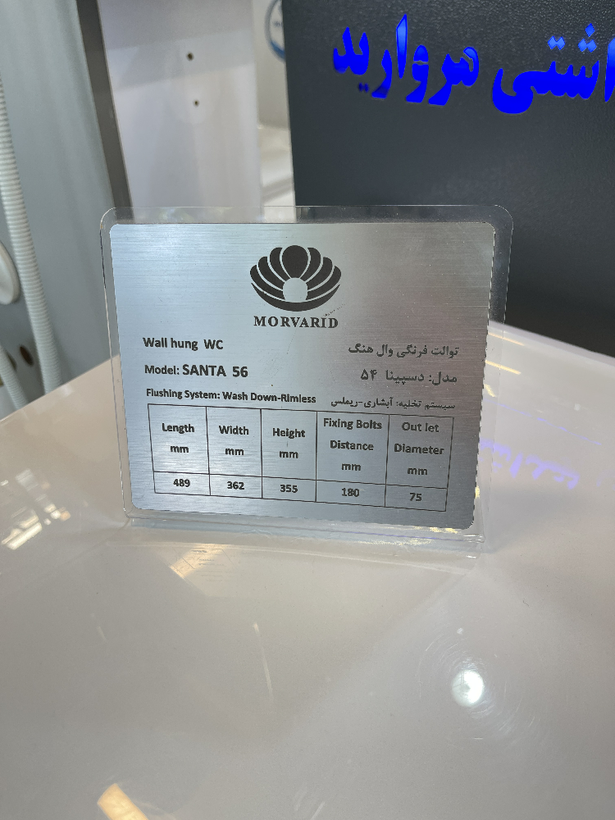 اشتی مروارید
MORVARID
Wall hung WC
توالت فرنگی وال هنگ
Model: SANTA 56
مدل: دسپینا ۵۴
Flushing System: Wash Down-Rimless
سیستم تخلیه: آبشاری-ریملس
Length mm | Width mm | Height mm | Fixing Bolts Distance mm | Out let Diameter mm
489 | 362 | 355 | 180 | 75